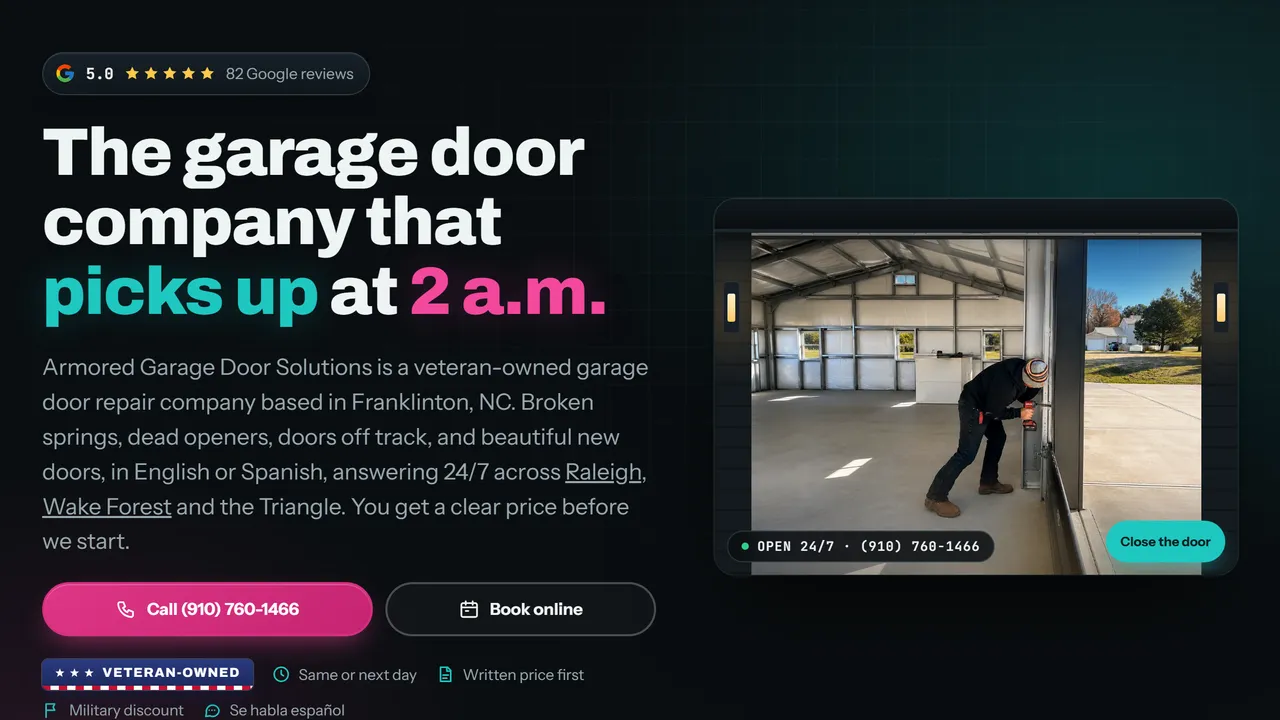 5.0 ★★★★★ 82 Google reviews
The garage door
company that
picks up at 2 a.m.
Armored Garage Door Solutions is a veteran-owned garage
door repair company based in Franklinton, NC. Broken
springs, dead openers, doors off track, and beautiful new
doors, in English or Spanish, answering 24/7 across Raleigh,
Wake Forest and the Triangle. You get a clear price before
we start.
OPEN 24/7 · (910) 760-1466
Close the door
Call (910) 760-1466
Book online
★★★ VETERAN-OWNED
Same or next day
Written price first
Military discount
Se habla español